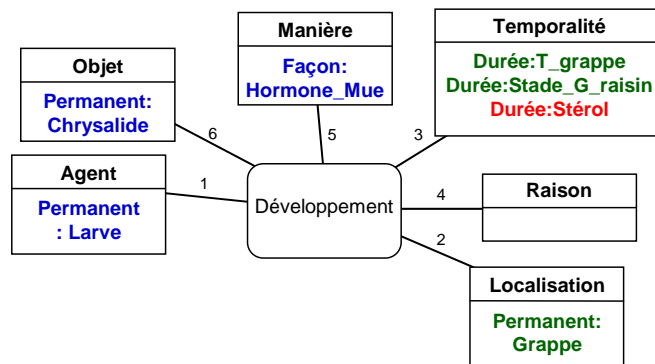 Manière
Façon:
Hormone_Mue
Temporalité
Durée:T_grappe
Durée:Stade_G_raisin
Durée:Stérol
Objet
Permanent:
Chrysalide
6
5
3
Agent
Permanent
: Larve
1
Développement
4
Raison
2
Localisation
Permanent:
Grappe